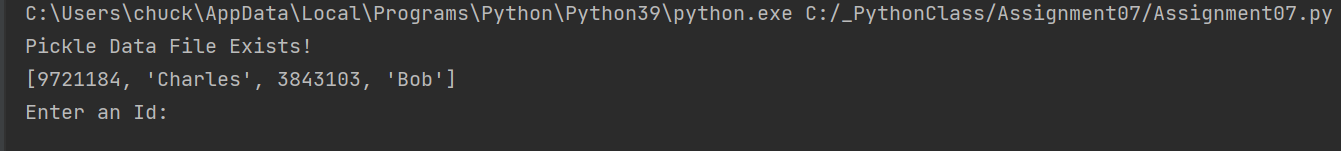 C:\Users\chuck\AppData\Local\Programs\Python\Python39\python.exe C:/_PythonClass/Assignment07/Assignment07.py
Pickle Data File Exists!
[9721184, 'Charles', 3843103, 'Bob']
Enter an Id: